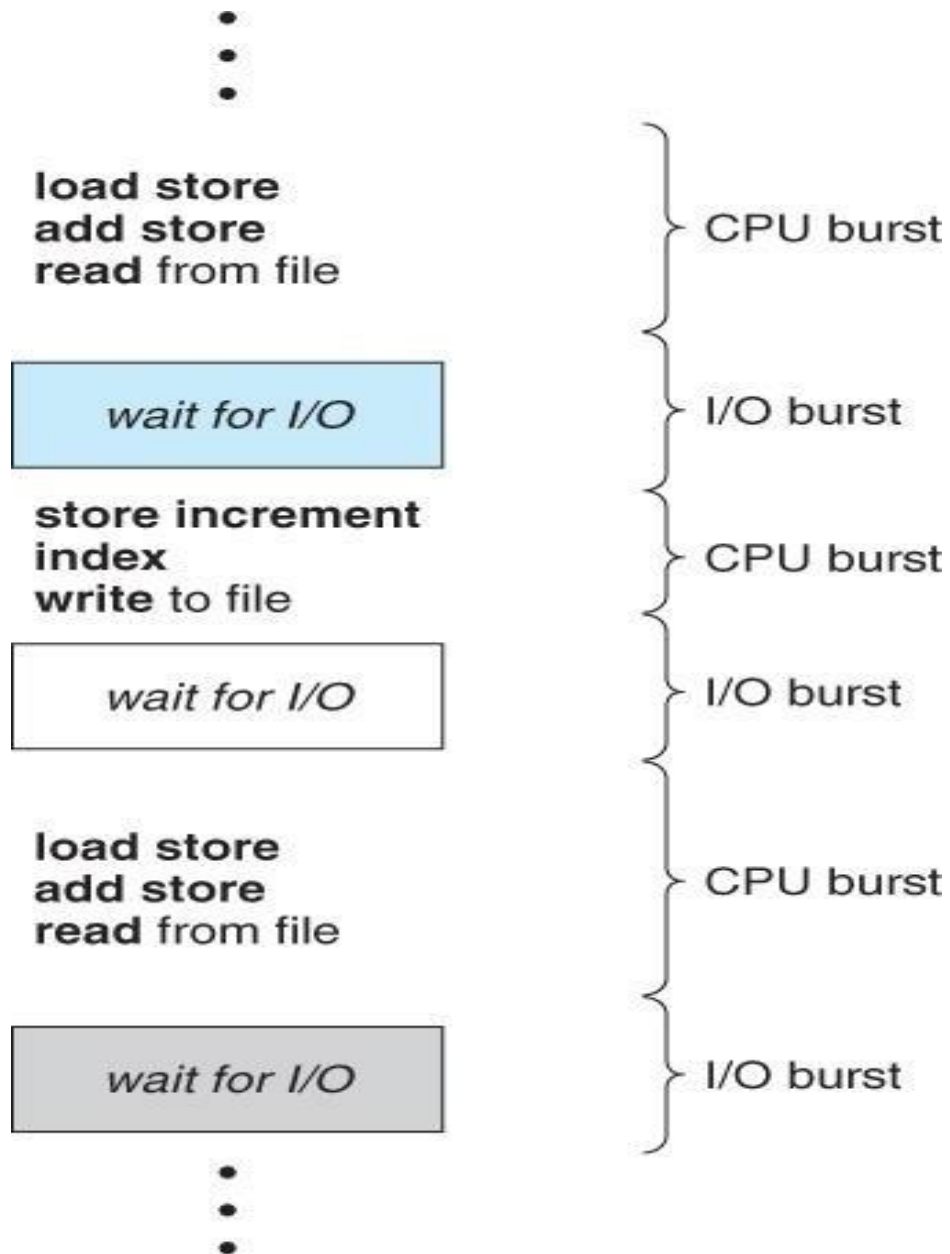 load store
add store
read from file
CPU burst
wait for I/O
I/O burst
store increment
index
write to file
CPU burst
wait for I/O
I/O burst
load store
add store
read from file
CPU burst
wait for I/O
I/O burst